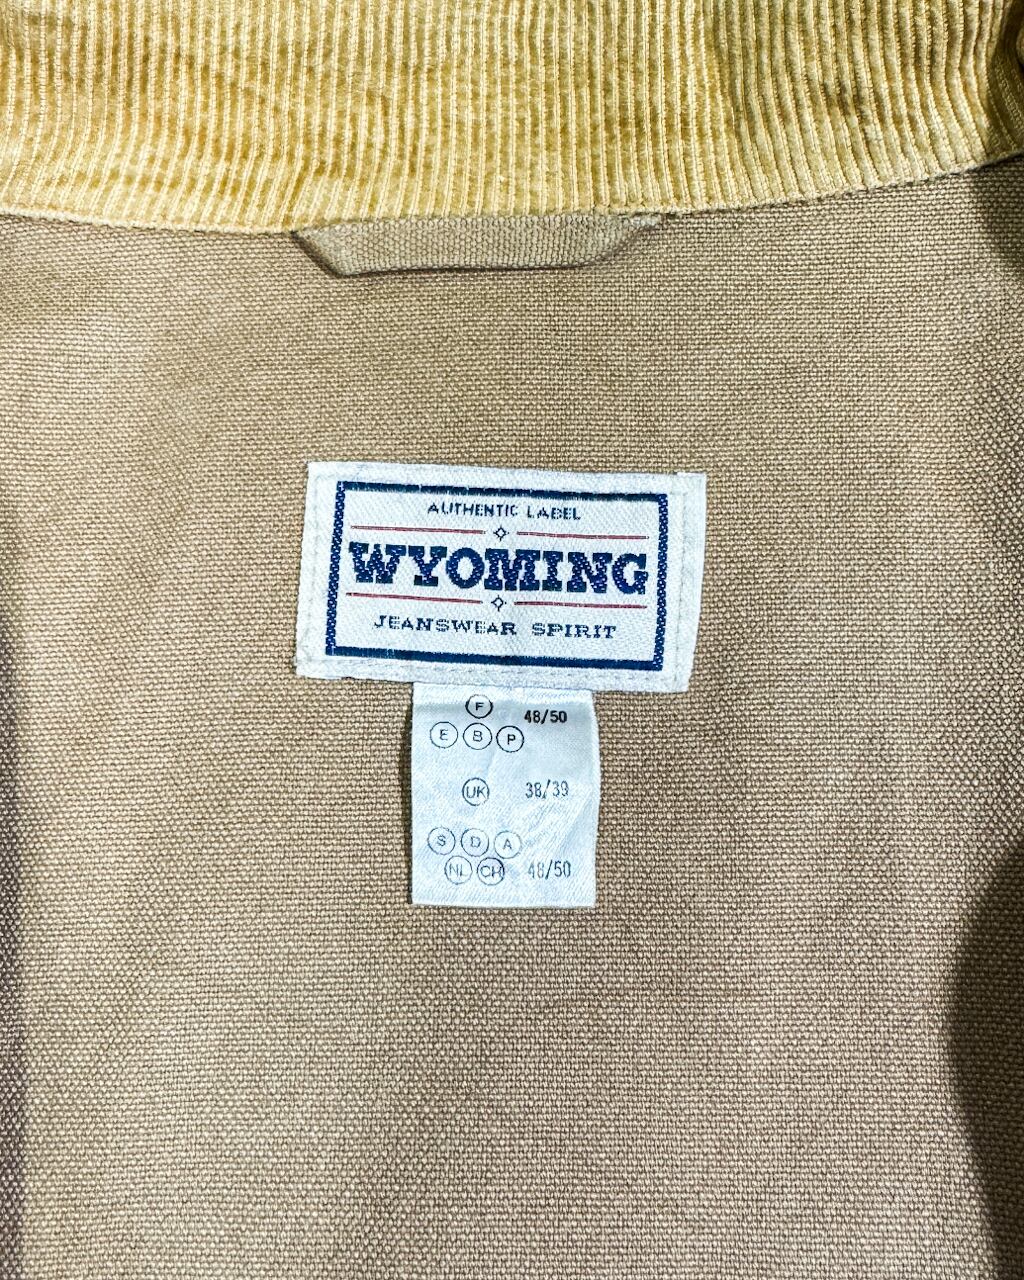 AUTHENTIC LABEL
WYOMING
JEANSWEAR SPIRIT
F 48/50
E B P
UK 38/39
S D A
NL CH 48/50